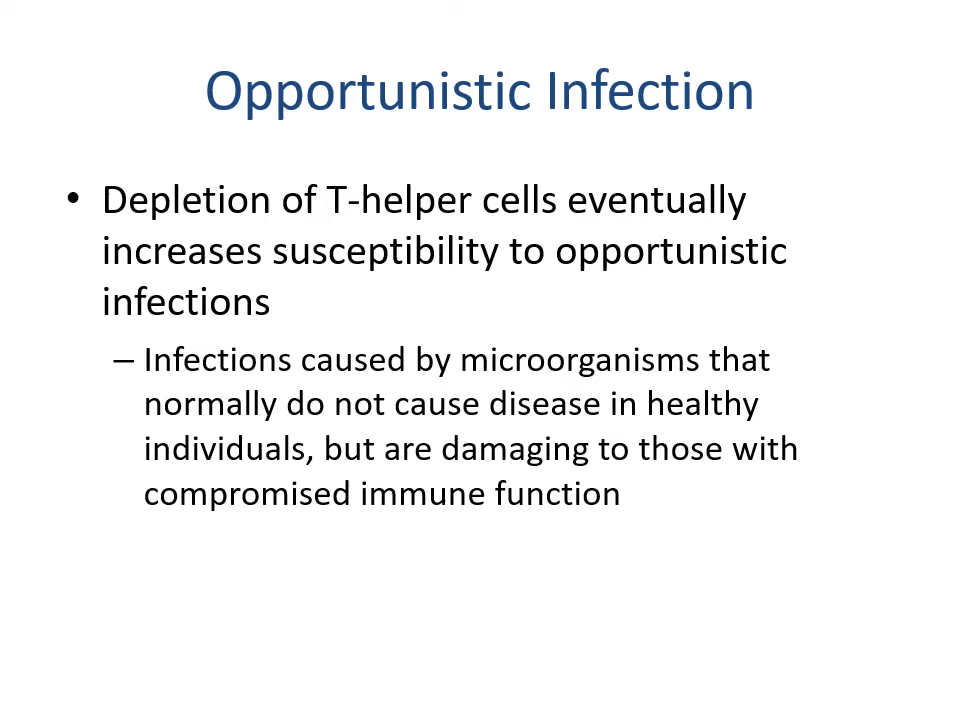 Opportunistic Infection
• Depletion of T-helper cells eventually
increases susceptibility to opportunistic
infections
– Infections caused by microorganisms that
normally do not cause disease in healthy
individuals, but are damaging to those with
compromised immune function